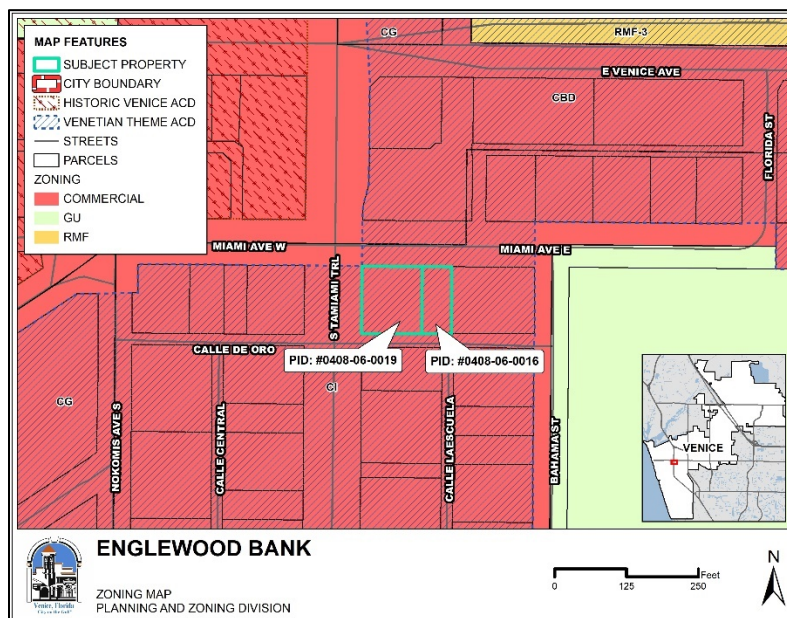 MAP FEATURES
SUBJECT PROPERTY
CITY BOUNDARY
HISTORIC VENICE ACD
VENETIAN THEME ACD
STREETS
PARCELS
ZONING
COMMERCIAL
GU
RMF
CG
RMF-3
E VENICE AVE
CBD
FLORIDA ST
MIAMI AVE W
MIAMI AVE E
S TAMIAMI TRL
CALLE DE ORO
PID: #0408-06-0019
PID: #0408-06-0016
CG
CI
NOKOMIS AVE S
CALLE CENTRAL
CALLE LAESCUELA
BAHAMA ST
VENICE
ENGLEWOOD BANK
ZONING MAP
PLANNING AND ZONING DIVISION
Venice, Florida
Feet
0 125 250
N